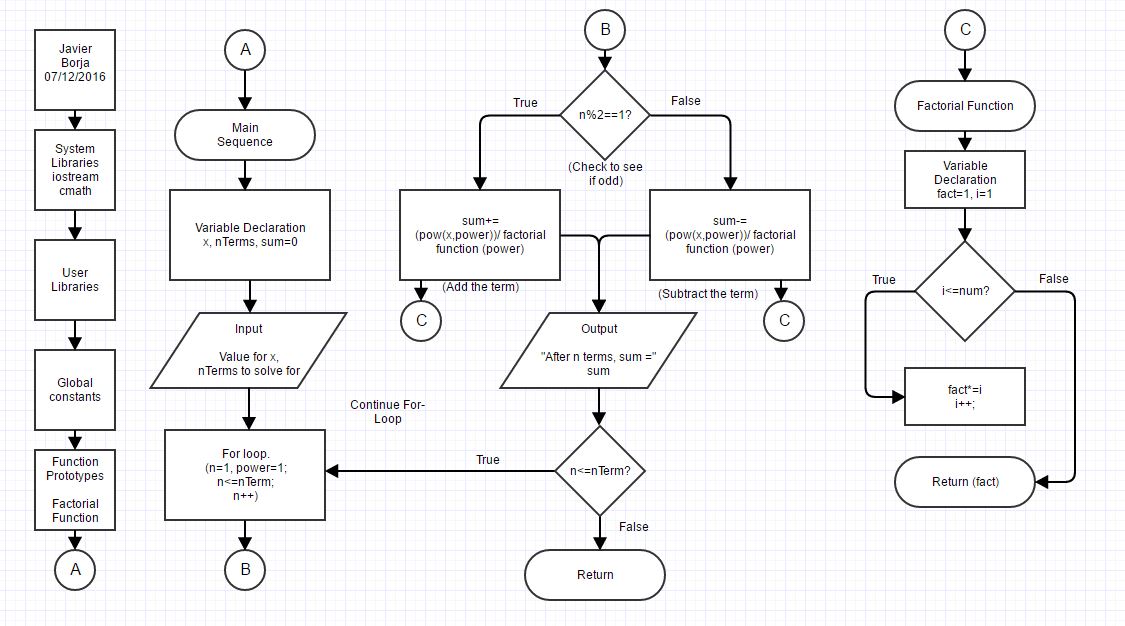 Javier
Borja
07/12/2016
System
Libraries
iostream
cmath
User
Libraries
Global
constants
Function
Prototypes
Factorial
Function
A
A
Main
Sequence
Variable Declaration
x, nTerms, sum=0
Input
Value for x,
nTerms to solve for
For loop.
(n=1, power=1;
n<=nTerm;
n++)
B
B
n%2==1?
True
False
(Check to see
if odd)
sum+=
(pow(x,power))/ factorial
function (power)
(Add the term)
C
sum-=
(pow(x,power))/ factorial
function (power)
(Subtract the term)
C
Output
"After n terms, sum ="
sum
Continue For-
Loop
n<=nTerm?
True
False
Return
C
Factorial Function
Variable
Declaration
fact=1, i=1
i<=num?
True
False
fact*=i
i++;
Return (fact)